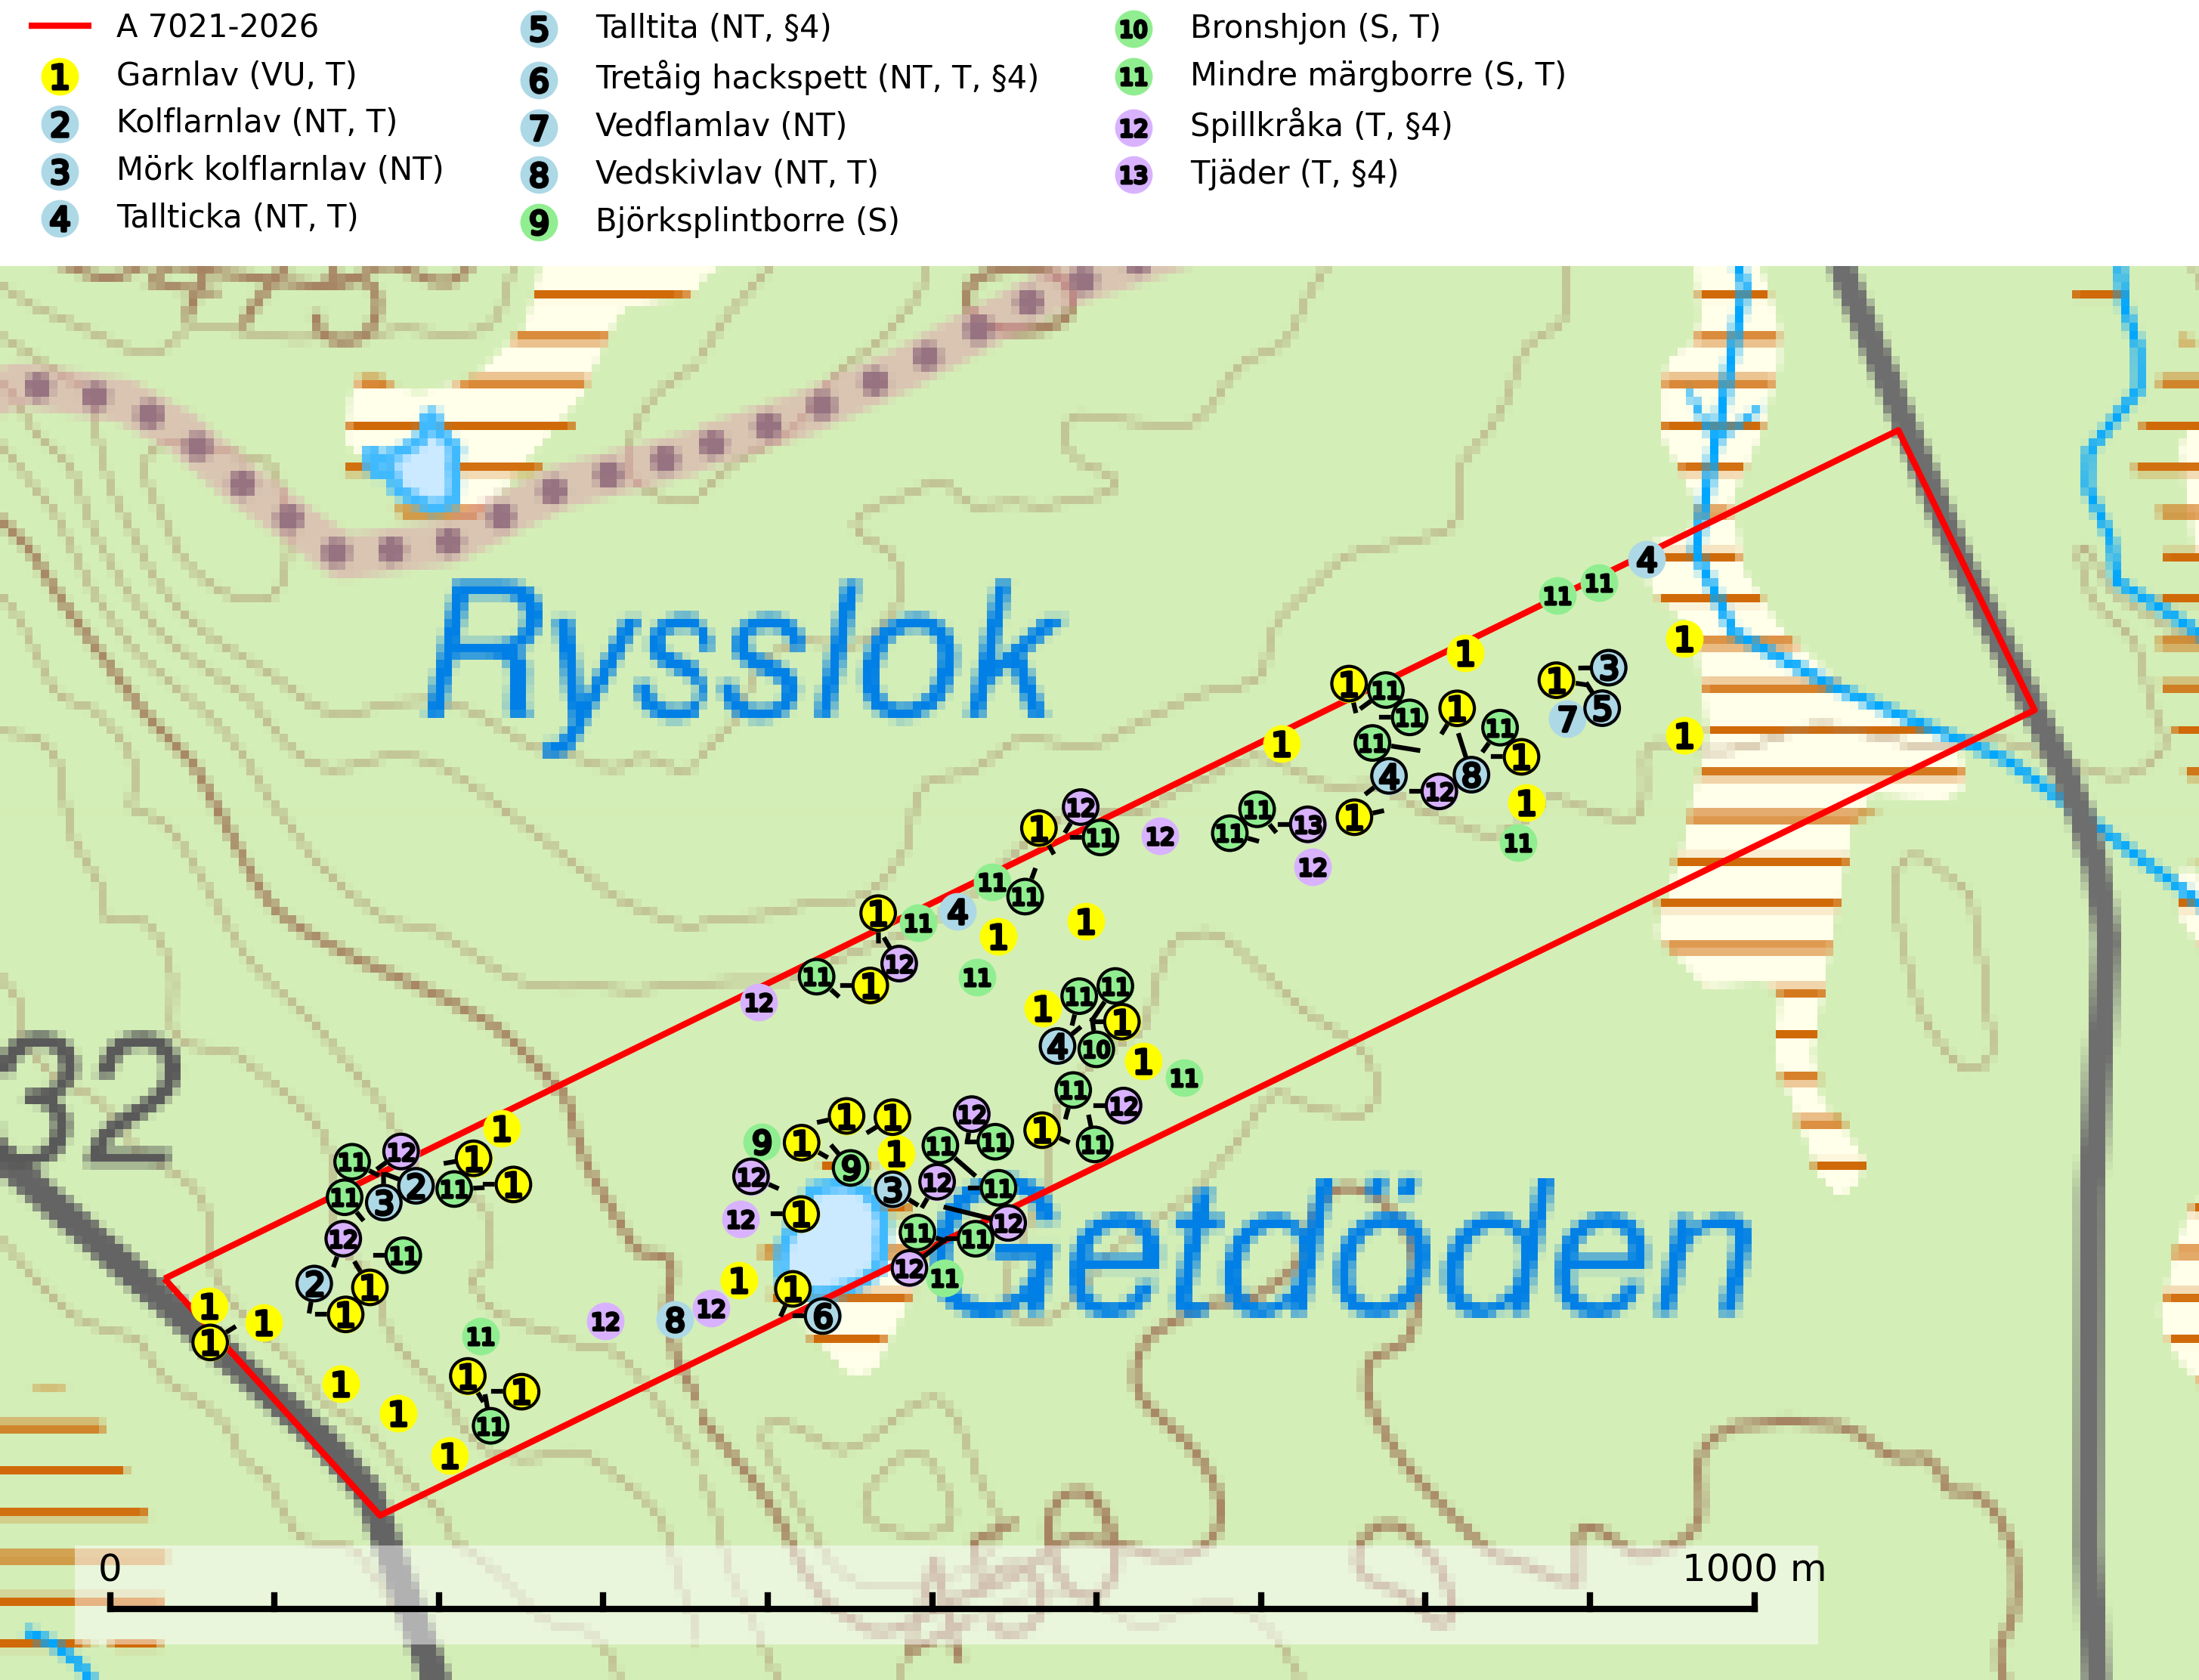 A 7021-2026
1 Garnlav (VU, T)
2 Kolflarnlav (NT, T)
3 Mörk kolflarnlav (NT)
4 Tallticka (NT, T)
5 Talltita (NT, §4)
6 Tretåig hackspett (NT, T, §4)
7 Vedflamlav (NT)
8 Vedskivlav (NT, T)
9 Björksplintborre (S)
10 Bronshjon (S, T)
11 Mindre märgborre (S, T)
12 Spillkråka (T, §4)
13 Tjäder (T, §4)
Rysslok
32
Getdöden
0 1000 m